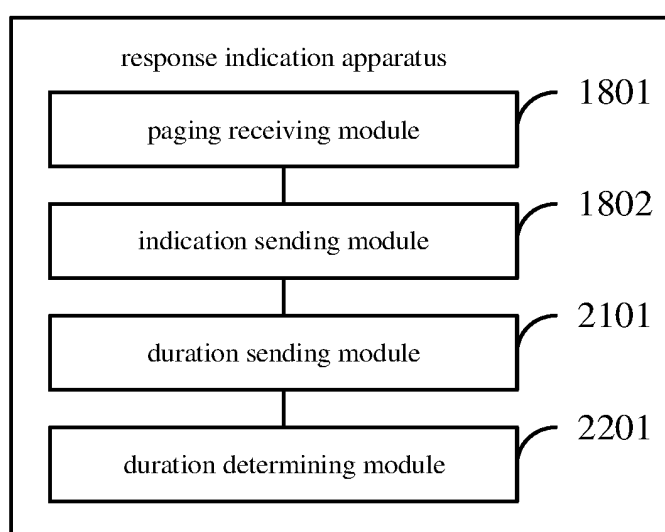 response indication apparatus
1801
paging receiving module
1802
indication sending module
2101
duration sending module
2201
duration determining module